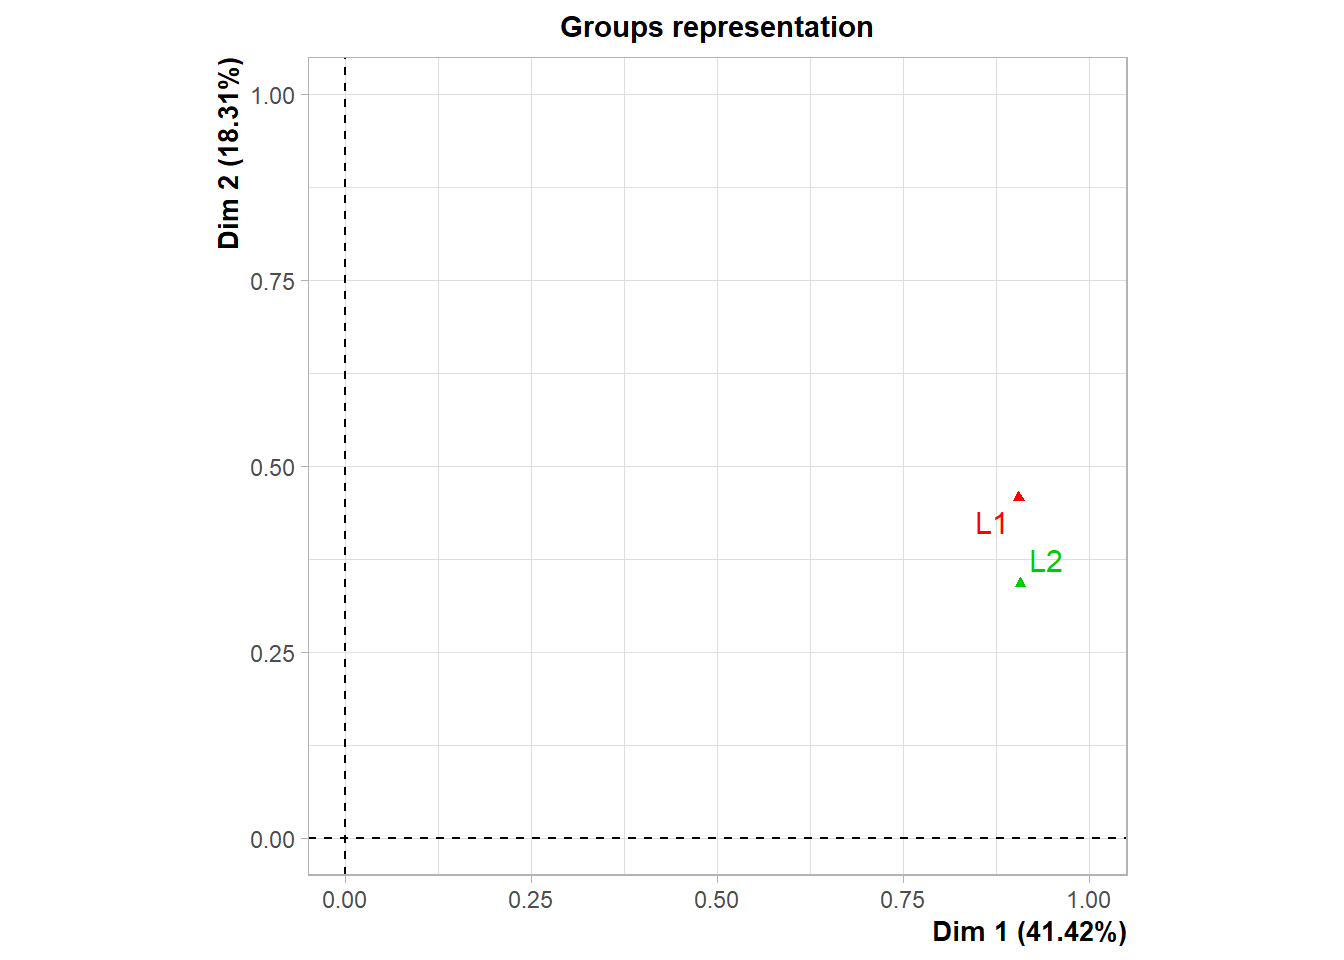 Groups representation
Dim 2 (18.31%)
1.00
0.75
0.50
0.25
0.00
L1
L2
0.00 0.25 0.50 0.75 1.00
Dim 1 (41.42%)